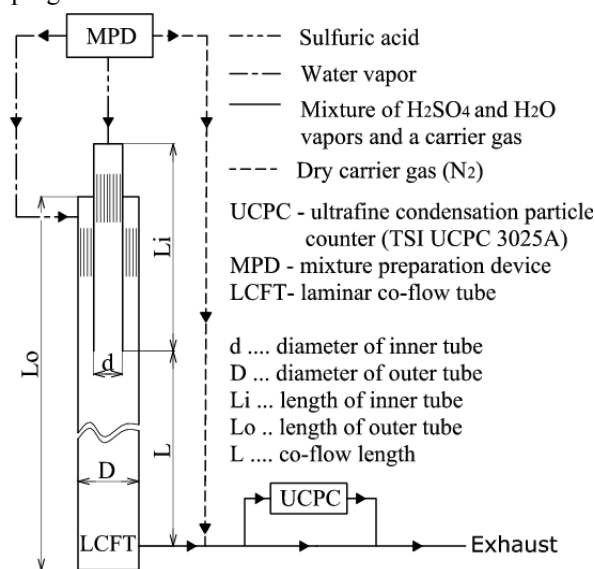 MPD
Sulfuric acid
Water vapor
Mixture of H2SO4 and H2O
vapors and a carrier gas
Dry carrier gas (N2)
UCPC - ultrafine condensation particle
counter (TSI UCPC 3025A)
MPD - mixture preparation device
LCFT- laminar co-flow tube
d .... diameter of inner tube
D ... diameter of outer tube
Li ... length of inner tube
Lo .. length of outer tube
L .... co-flow length
Li
Lo
d
L
D
UCPC
LCFT
Exhaust